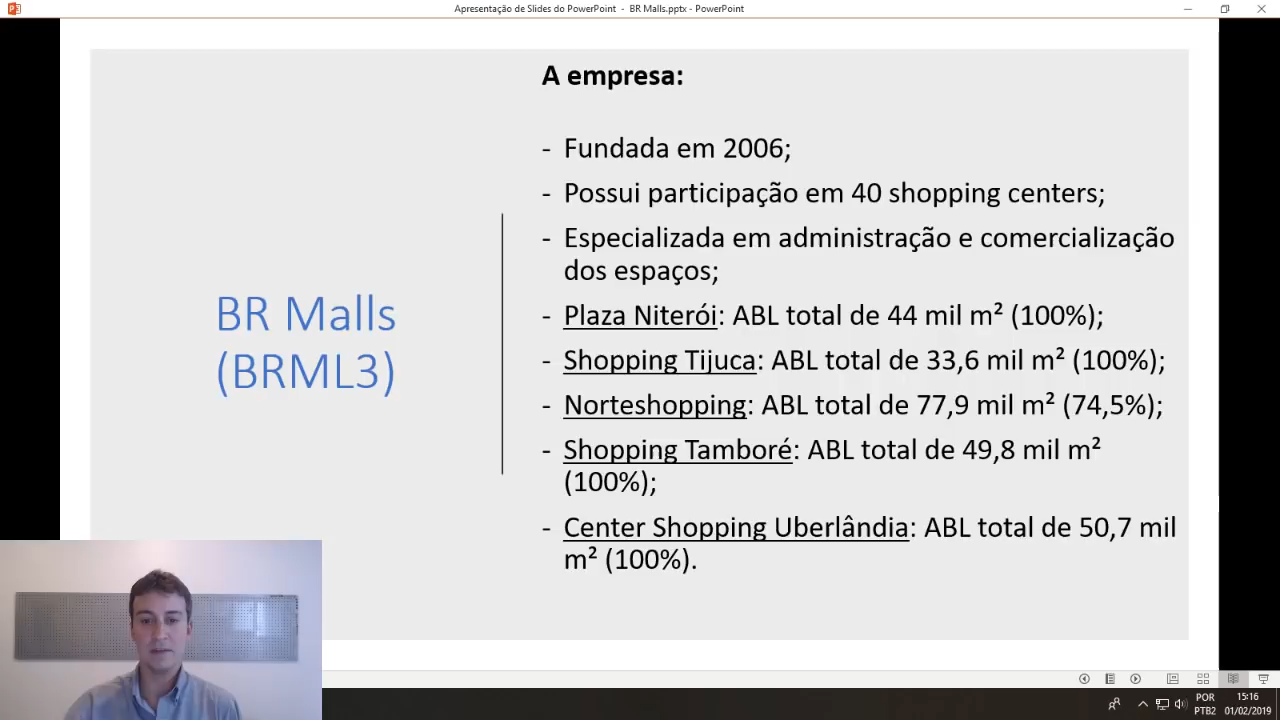 Apresentação de Slides do PowerPoint - BR Malls.pptx - PowerPoint
A empresa:
- Fundada em 2006;
- Possui participação em 40 shopping centers;
- Especializada em administração e comercialização
dos espaços;
- Plaza Niterói: ABL total de 44 mil m² (100%);
- Shopping Tijuca: ABL total de 33,6 mil m² (100%);
- Norteshopping: ABL total de 77,9 mil m² (74,5%);
- Shopping Tamboré: ABL total de 49,8 mil m²
(100%);
- Center Shopping Uberlândia: ABL total de 50,7 mil
m² (100%).
BR Malls
(BRML3)
POR
PTB2
15:16
01/02/2019